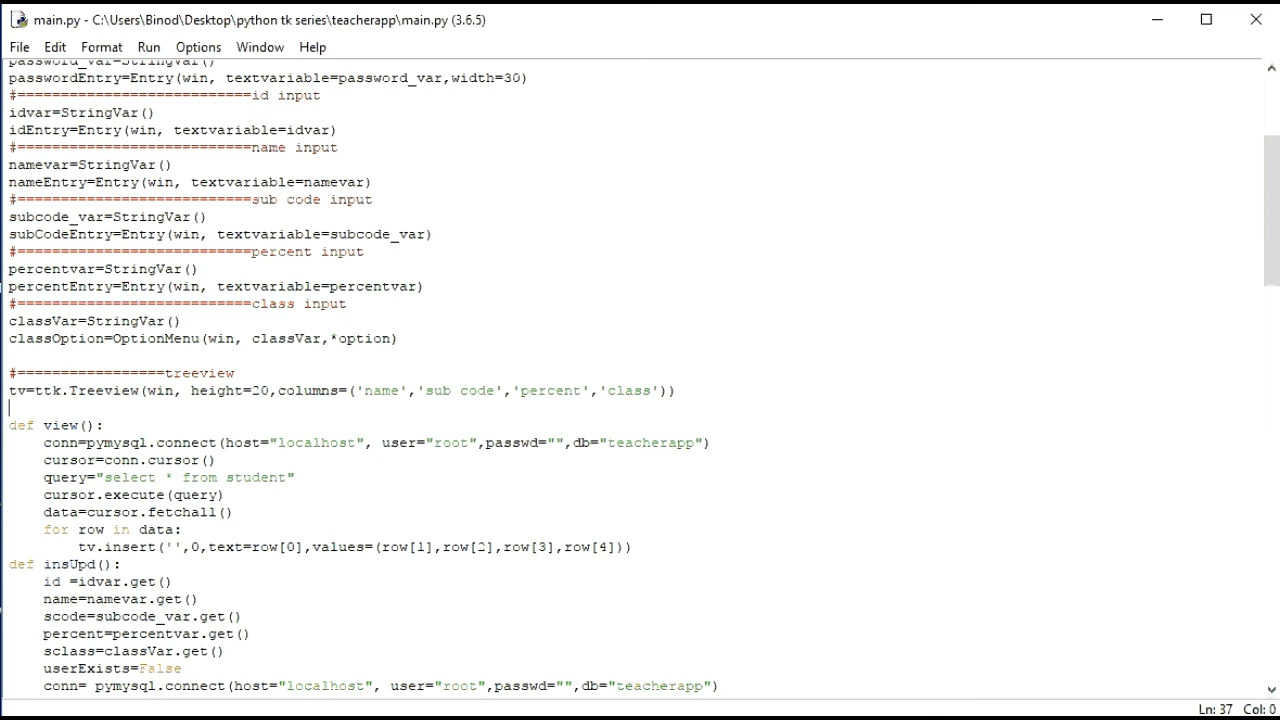 main.py - C:\Users\Binod\Desktop\python tk series\teacherapp\main.py (3.6.5)
File Edit Format Run Options Window Help
password_var=StringVar()
passwordEntry=Entry(win, textvariable=password_var,width=30)
#===========================id input
idvar=StringVar()
idEntry=Entry(win, textvariable=idvar)
#===========================name input
namevar=StringVar()
nameEntry=Entry(win, textvariable=namevar)
#===========================sub code input
subcode_var=StringVar()
subCodeEntry=Entry(win, textvariable=subcode_var)
#===========================percent input
percentvar=StringVar()
percentEntry=Entry(win, textvariable=percentvar)
#===========================class input
classVar=StringVar()
classOption=OptionMenu(win, classVar,*option)
#=================treeview
tv=ttk.Treeview(win, height=20,columns=('name','sub code','percent','class'))
def view():
    conn=pymysql.connect(host="localhost", user="root",passwd="",db="teacherapp")
    cursor=conn.cursor()
    query="select * from student"
    cursor.execute(query)
    data=cursor.fetchall()
    for row in data:
        tv.insert('',0,text=row[0],values=(row[1],row[2],row[3],row[4]))
def insUpd():
    id =idvar.get()
    name=namevar.get()
    scode=subcode_var.get()
    percent=percentvar.get()
    sclass=classVar.get()
    userExists=False
    conn= pymysql.connect(host="localhost", user="root",passwd="",db="teacherapp")
Ln: 37 Col: 0